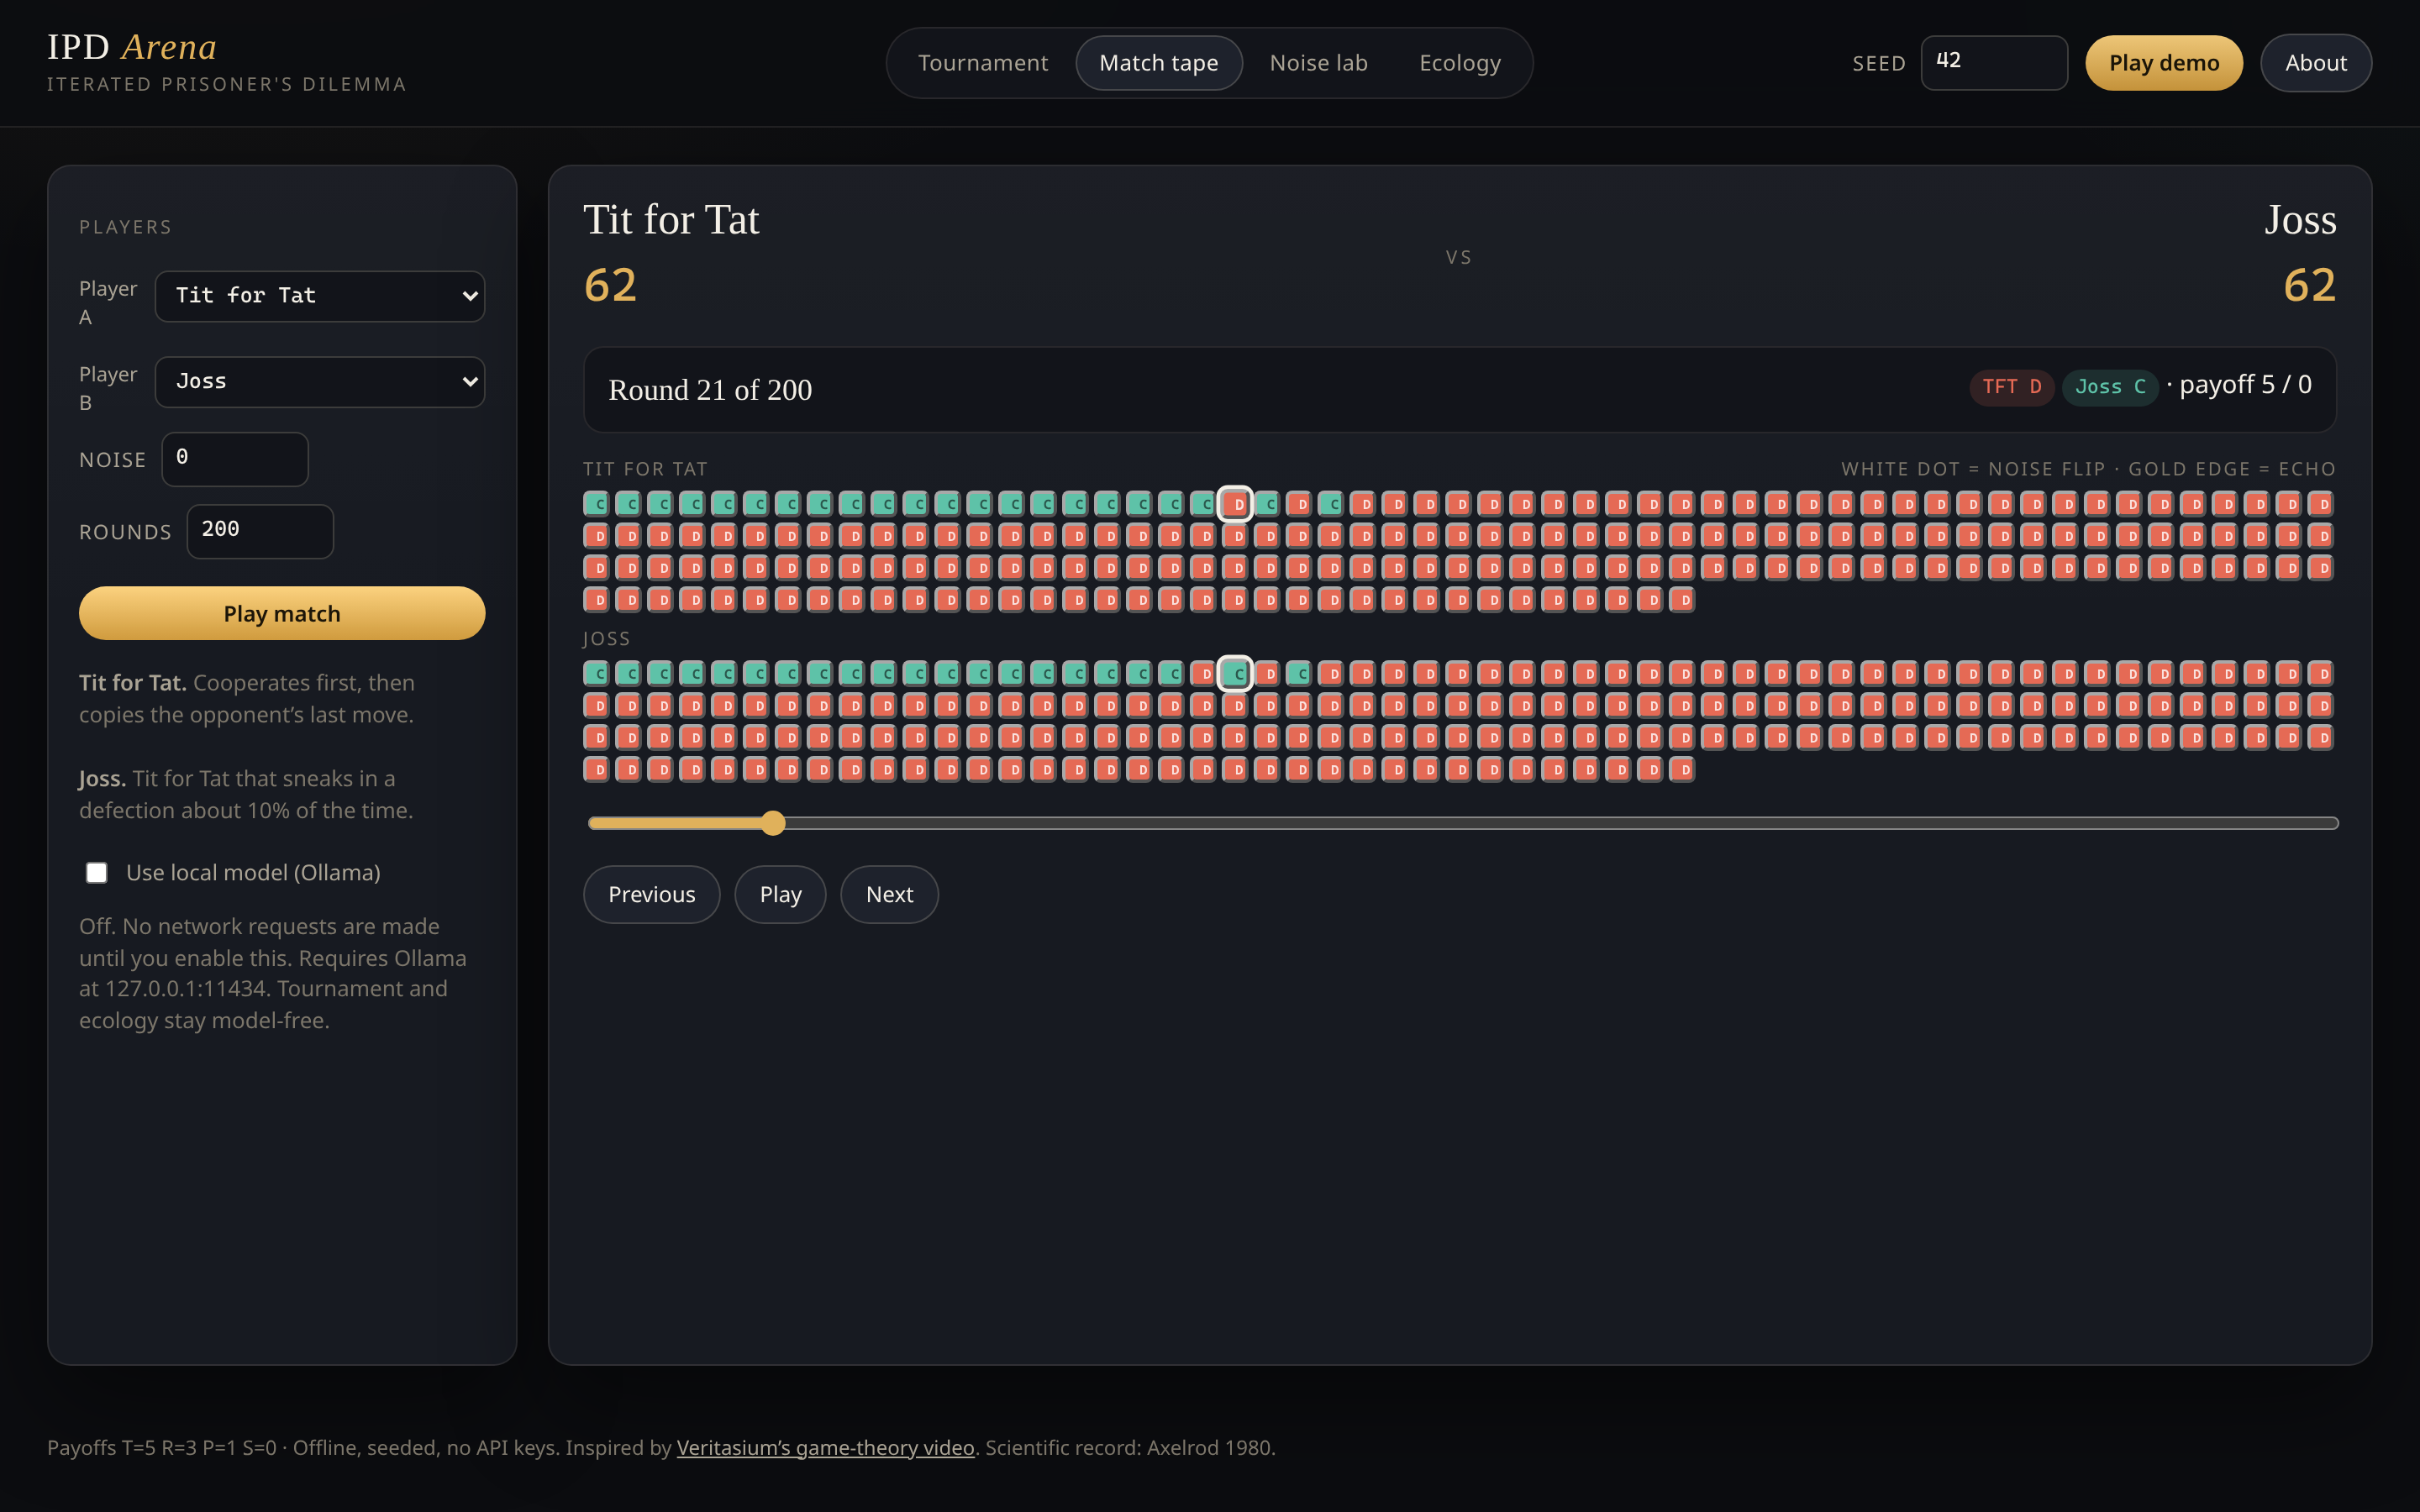 IPD Arena
ITERATED PRISONER'S DILEMMA
Tournament Match tape Noise lab Ecology
SEED 42 Play demo About
PLAYERS
Player A Tit for Tat
Player B Joss
NOISE 0
ROUNDS 200
Play match
Tit for Tat. Cooperates first, then
copies the opponent’s last move.
Joss. Tit for Tat that sneaks in a
defection about 10% of the time.
Use local model (Ollama)
Off. No network requests are made
until you enable this. Requires Ollama
at 127.0.0.1:11434. Tournament and
ecology stay model-free.
Tit for Tat
62
VS
Joss
62
Round 21 of 200
TFT D Joss C · payoff 5 / 0
TIT FOR TAT
WHITE DOT = NOISE FLIP · GOLD EDGE = ECHO
C C C C C C C C C C C C C C C C C C C C D C D C D D D D D D D D D D D D D D D D D D D D D D D D D D D D D D D
D D D D D D D D D D D D D D D D D D D D D D D D D D D D D D D D D D D D D D D D D D D D D D D D D D D D D D D
D D D D D D D D D D D D D D D D D D D D D D D D D D D D D D D D D D D D D D D D D D D D D D D D D D D D D D D
D D D D D D D D D D D D D D D D D D D D D D D D D D D D D D D D D D D
JOSS
C C C C C C C C C C C C C C C C C C C D C D C D D D D D D D D D D D D D D D D D D D D D D D D D D D D D D D D
D D D D D D D D D D D D D D D D D D D D D D D D D D D D D D D D D D D D D D D D D D D D D D D D D D D D D D D
D D D D D D D D D D D D D D D D D D D D D D D D D D D D D D D D D D D D D D D D D D D D D D D D D D D D D D D
D D D D D D D D D D D D D D D D D D D D D D D D D D D D D D D D D D D
Previous Play Next
Payoffs T=5 R=3 P=1 S=0 · Offline, seeded, no API keys. Inspired by Veritasium’s game-theory video. Scientific record: Axelrod 1980.